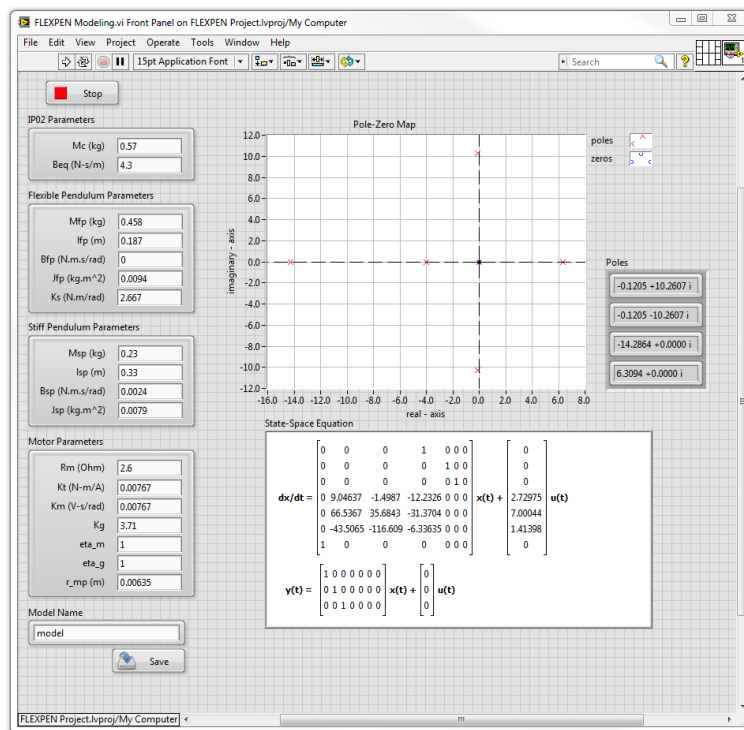 FLEXPEN Modeling.vi Front Panel on FLEXPEN Project.lvproj/My Computer
File Edit View Project Operate Tools Window Help
15pt Application Font
Search
?
Stop
IP02 Parameters
Mc (kg) 0.57
Beq (N-s/m) 4.3
Flexible Pendulum Parameters
Mfp (kg) 0.458
lfp (m) 0.187
Bfp (N.m.s/rad) 0
Jfp (kg.m^2) 0.0094
Ks (N.m/rad) 2.667
Stiff Pendulum Parameters
Msp (kg) 0.23
lsp (m) 0.33
Bsp (N.m.s/rad) 0.0024
Jsp (kg.m^2) 0.0079
Motor Parameters
Rm (Ohm) 2.6
Kt (N-m/A) 0.00767
Km (V-s/rad) 0.00767
Kg 3.71
eta_m 1
eta_g 1
r_mp (m) 0.00635
Model Name
model
Save
Pole-Zero Map
12.0
10.0
8.0
6.0
4.0
2.0
0.0
-2.0
-4.0
-6.0
-8.0
-10.0
-12.0
imaginary - axis
-16.0 -14.0 -12.0 -10.0 -8.0 -6.0 -4.0 -2.0 0.0 2.0 4.0 6.0 8.0
real - axis
poles
zeros
Poles
-0.1205 +10.2607 i
-0.1205 -10.2607 i
-14.2864 +0.0000 i
6.3094 +0.0000 i
State-Space Equation
0 0 0 1 0 0 0 0
0 0 0 0 1 0 0 0
0 0 0 0 0 1 0 0
dx/dt = 0 9.04637 -1.4987 -12.2326 0 0 0 x(t) + 2.72975 u(t)
0 66.5367 35.6843 -31.3704 0 0 0 7.00044
0 -43.5065 -116.609 -6.33635 0 0 0 1.41398
1 0 0 0 0 0 0 0
1 0 0 0 0 0 0 0
y(t) = 0 1 0 0 0 0 0 x(t) + 0 u(t)
0 0 1 0 0 0 0 0
FLEXPEN Project.lvproj/My Computer